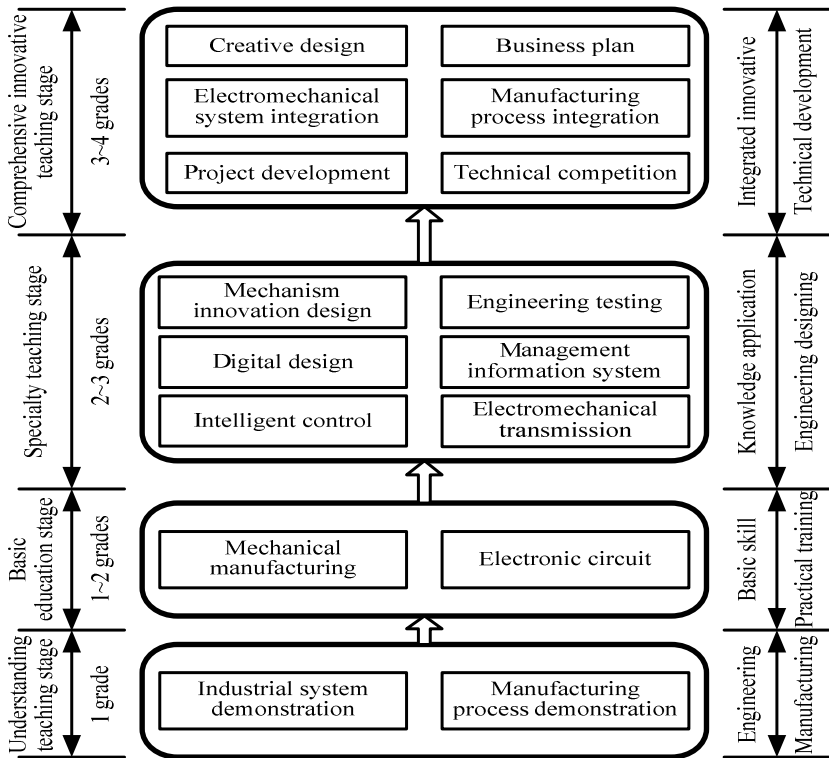 Comprehensive innovative
teaching stage
3~4 grades
Creative design
Business plan
Electromechanical
system integration
Manufacturing
process integration
Project development
Technical competition
Integrated innovative
Technical development
Specialty teaching stage
2~3 grades
Mechanism
innovation design
Engineering testing
Digital design
Management
information system
Intelligent control
Electromechanical
transmission
Knowledge application
Engineering designing
Basic
education stage
1~2 grades
Mechanical
manufacturing
Electronic circuit
Basic skill
Practical training
Understanding
teaching stage
1 grade
Industrial system
demonstration
Manufacturing
process demonstration
Engineering
Manufacturing